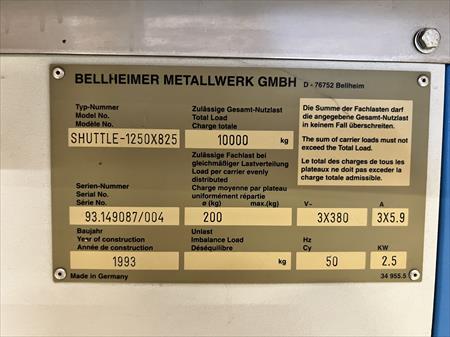 BELLHEIMER METALLWERK GMBH D - 76752 Bellheim
Typ-Nummer
Model No.
Modèle No.
SHUTTLE-1250X825
Zulässige Gesamt-Nutzlast
Total Load
Charge totale
10000 kg
Die Summe der Fachlasten darf
die angegebene Gesamt-Nutzlast
in keinem Fall überschreiten.
The sum of carrier loads must not
exceed the Total Load.
Le total des charges de tous les
plateaux ne doit pas exceder la
charge totale admissible.
Zulässige Fachlast bei
gleichmäßiger Lastverteilung
Load per carrier evenly
distributed
Charge moyenne par plateau
uniformément répartie
Serien-Nummer
Serial No.
Série No.
93.149087/004
ø (kg) max.(kg)
200
V~
3X380
A
3X5.9
Baujahr
Year of construction
Année de construction
1993
Unlast
Imbalance Load
Déséquilibre
kg
Hz
Cy
50
KW
2.5
Made in Germany
34 955.5